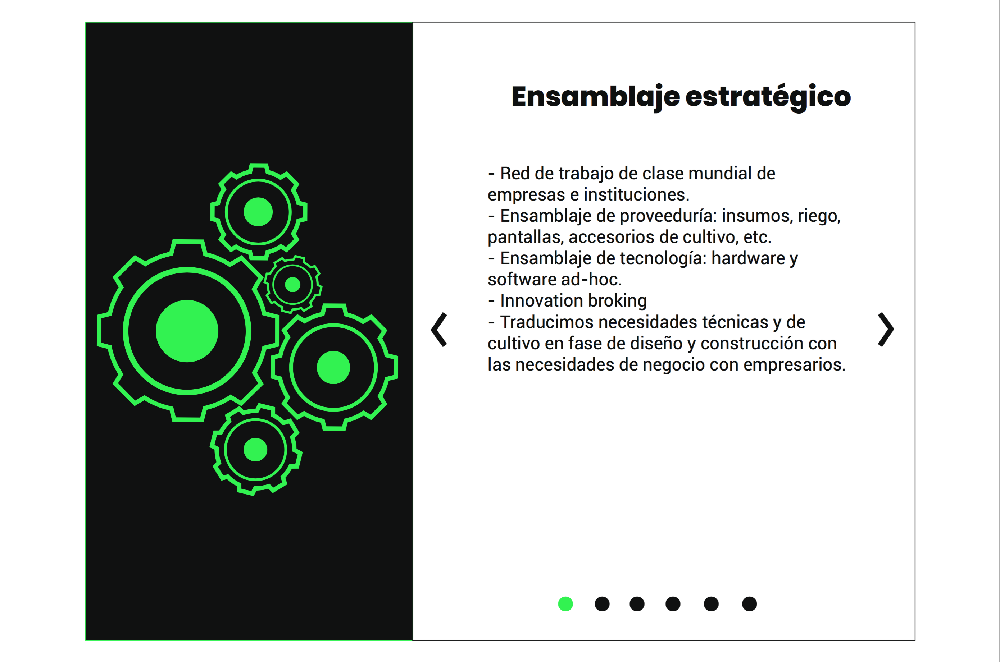 Ensamblaje estratégico
- Red de trabajo de clase mundial de
empresas e instituciones.
- Ensamblaje de proveeduría: insumos, riego,
pantallas, accesorios de cultivo, etc.
- Ensamblaje de tecnología: hardware y
software ad-hoc.
- Innovation broking
- Traducimos necesidades técnicas y de
cultivo en fase de diseño y construcción con
las necesidades de negocio con empresarios.